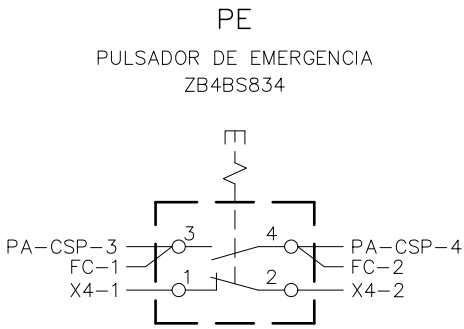 PE
PULSADOR DE EMERGENCIA
ZB4BS834
PA-CSP-3 3 4 PA-CSP-4
FC-1 FC-2
X4-1 1 2 X4-2